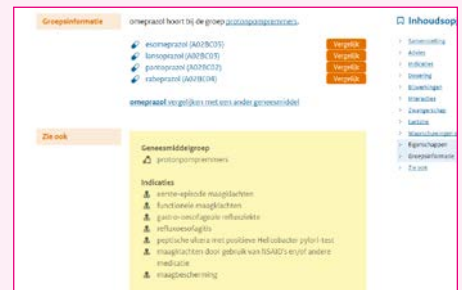 Groepsinformatie
omeprazol hoort bij de groep protonpompremmers.
esomeprazol (A02BC05) Vergelijk
lansoprazol (A02BC03) Vergelijk
pantoprazol (A02BC02) Vergelijk
rabeprazol (A02BC04) Vergelijk
omeprazol vergelijken met een ander geneesmiddel
Zie ook
Geneesmiddelgroep
protonpompremmers
Indicaties
eerste-episode maagklachten
functionele maagklachten
gastro-oesofageale refluxziekte
refluxoesofagitis
peptische ulcera met positieve Helicobacter pylori-test
maagklachten door gebruik van NSAID's en/of andere
medicatie
maagbescherming
Inhoudsop
Samenstelling
Advies
Indicaties
Dosering
Bijwerkingen
Interacties
Zwangerschap
Lactatie
Waarschuwingen
Eigenschappen
Groepsinformatie
Zie ook